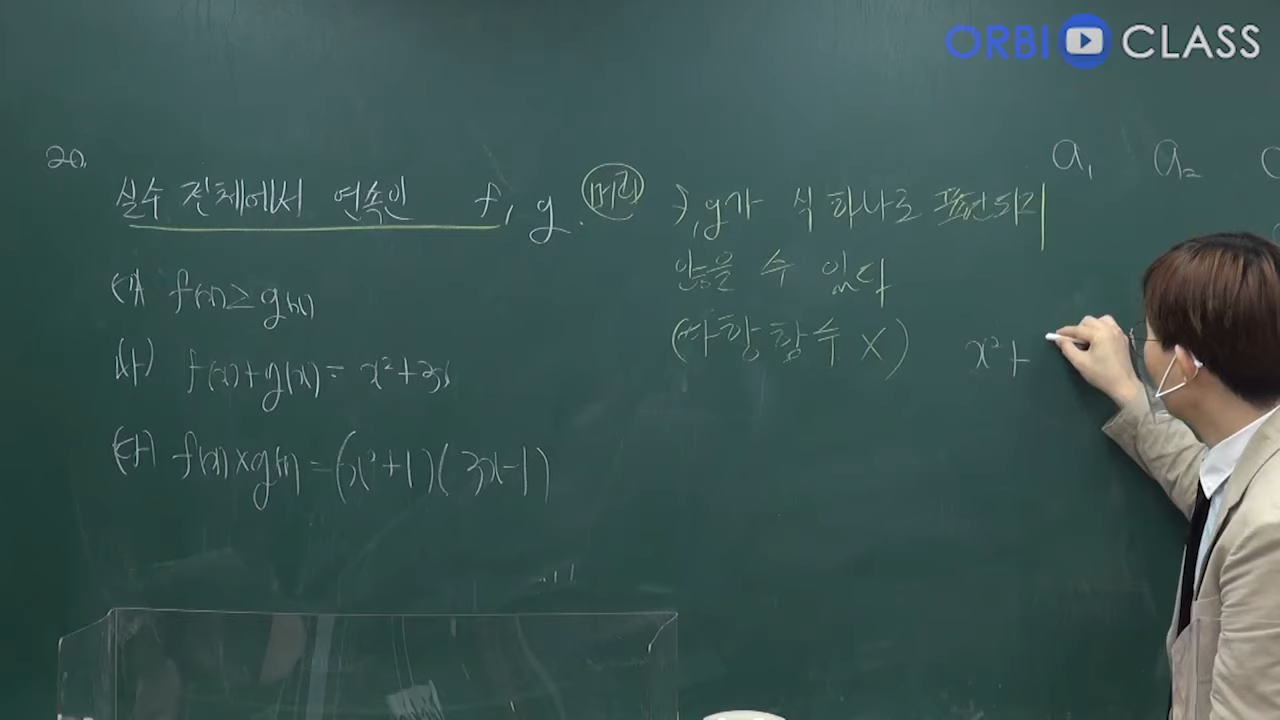 ORBI CLASS
20.
실수 전체에서 연속인 f, g.
(가) f(x)≥g(x)
(나) f(x)+g(x)=x²+3x
(다) f(x)×g(x)=(x²+1)(3x-1)
머리
f,g가 식 하나로 표현되지
않을 수 있다
(다항함수 X)
x²+
a₁ a₂